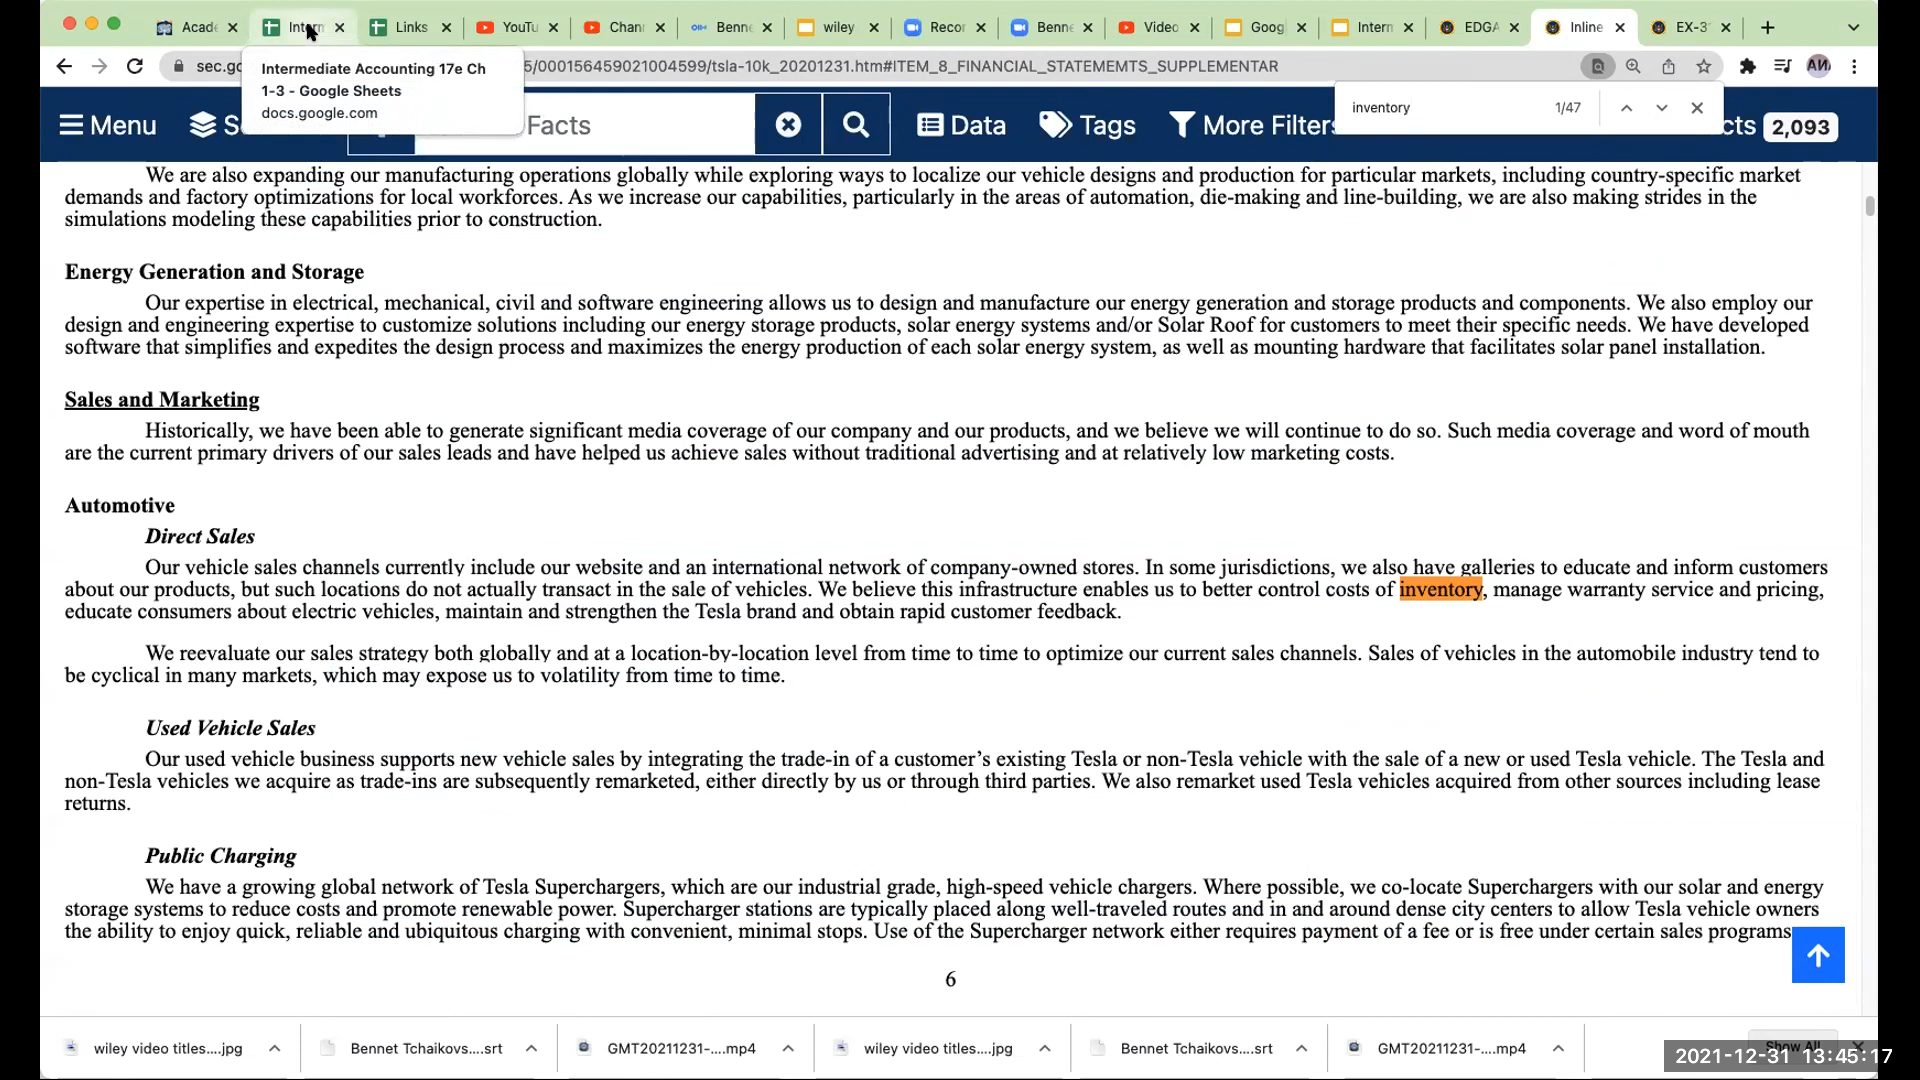 Acade
Interm
Links
YouTu
Chann
Benne
wiley
Recor
Benne
Video
Goog
Interm
EDGA
Inline
EX-3
sec.go
5/000156459021004599/tsla-10k_20201231.htm#ITEM_8_FINANCIAL_STATEMEMTS_SUPPLEMENTAR
Intermediate Accounting 17e Ch
1-3 - Google Sheets
docs.google.com
inventory
1/47
Menu
Facts
Data
Tags
More Filters
cts 2,093
We are also expanding our manufacturing operations globally while exploring ways to localize our vehicle designs and production for particular markets, including country-specific market
demands and factory optimizations for local workforces. As we increase our capabilities, particularly in the areas of automation, die-making and line-building, we are also making strides in the
simulations modeling these capabilities prior to construction.
Energy Generation and Storage
Our expertise in electrical, mechanical, civil and software engineering allows us to design and manufacture our energy generation and storage products and components. We also employ our
design and engineering expertise to customize solutions including our energy storage products, solar energy systems and/or Solar Roof for customers to meet their specific needs. We have developed
software that simplifies and expedites the design process and maximizes the energy production of each solar energy system, as well as mounting hardware that facilitates solar panel installation.
Sales and Marketing
Historically, we have been able to generate significant media coverage of our company and our products, and we believe we will continue to do so. Such media coverage and word of mouth
are the current primary drivers of our sales leads and have helped us achieve sales without traditional advertising and at relatively low marketing costs.
Automotive
Direct Sales
Our vehicle sales channels currently include our website and an international network of company-owned stores. In some jurisdictions, we also have galleries to educate and inform customers
about our products, but such locations do not actually transact in the sale of vehicles. We believe this infrastructure enables us to better control costs of inventory, manage warranty service and pricing,
educate consumers about electric vehicles, maintain and strengthen the Tesla brand and obtain rapid customer feedback.
We reevaluate our sales strategy both globally and at a location-by-location level from time to time to optimize our current sales channels. Sales of vehicles in the automobile industry tend to
be cyclical in many markets, which may expose us to volatility from time to time.
Used Vehicle Sales
Our used vehicle business supports new vehicle sales by integrating the trade-in of a customer’s existing Tesla or non-Tesla vehicle with the sale of a new or used Tesla vehicle. The Tesla and
non-Tesla vehicles we acquire as trade-ins are subsequently remarketed, either directly by us or through third parties. We also remarket used Tesla vehicles acquired from other sources including lease
returns.
Public Charging
We have a growing global network of Tesla Superchargers, which are our industrial grade, high-speed vehicle chargers. Where possible, we co-locate Superchargers with our solar and energy
storage systems to reduce costs and promote renewable power. Supercharger stations are typically placed along well-traveled routes and in and around dense city centers to allow Tesla vehicle owners
the ability to enjoy quick, reliable and ubiquitous charging with convenient, minimal stops. Use of the Supercharger network either requires payment of a fee or is free under certain sales programs.
6
wiley video titles....jpg
Bennet Tchaikovs....srt
GMT20211231-....mp4
wiley video titles....jpg
Bennet Tchaikovs....srt
GMT20211231-....mp4
Show All
2021-12-31 13:45:17